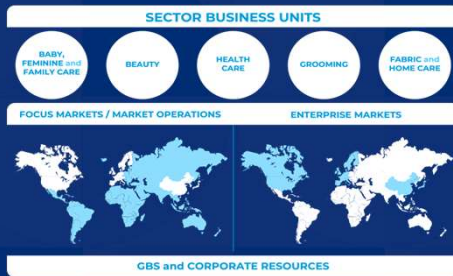 SECTOR BUSINESS UNITS
BABY,
FEMININE and
FAMILY CARE
BEAUTY
HEALTH
CARE
GROOMING
FABRIC and
HOME CARE
FOCUS MARKETS / MARKET OPERATIONS
ENTERPRISE MARKETS
GBS and CORPORATE RESOURCES